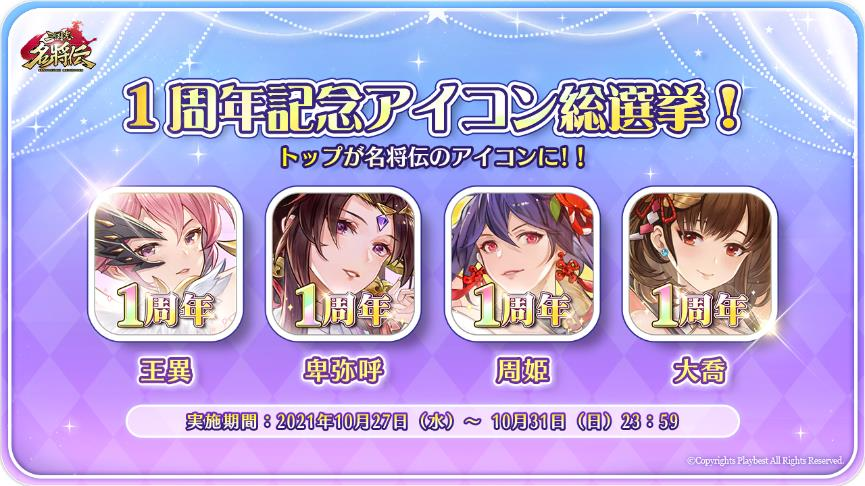 名将伝
1周年記念アイコン総選挙！
トップが名将伝のアイコンに！！
1周年
1周年
1周年
1周年
王異
卑弥呼
周姫
大喬
実施期間：2021年10月27日（水）～ 10月31日（日）23：59
©Copyrights Playbest All Rights Reserved.